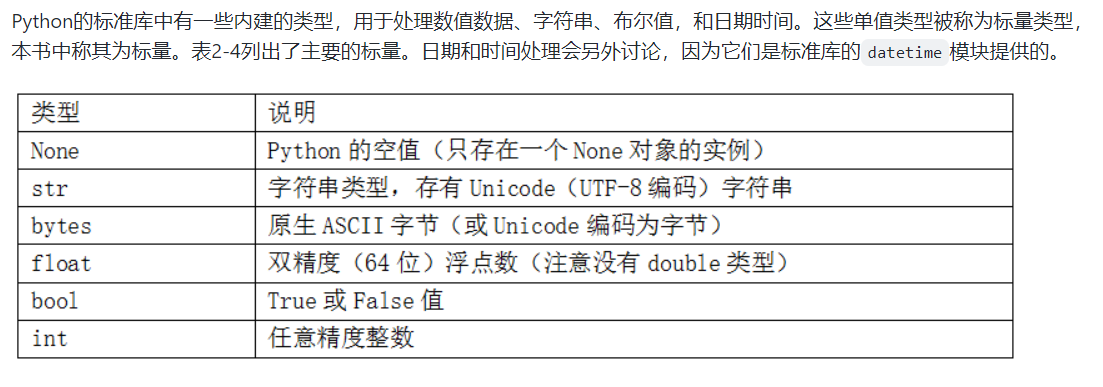 Python的标准库中有一些内建的类型，用于处理数值数据、字符串、布尔值，和日期时间。这些单值类型被称为标量类型，
本书中称其为标量。表2-4列出了主要的标量。日期和时间处理会另外讨论，因为它们是标准库的 datetime 模块提供的。
类型 说明
None Python 的空值（只存在一个 None 对象的实例）
str 字符串类型，存有 Unicode（UTF-8 编码）字符串
bytes 原生 ASCII 字节（或 Unicode 编码为字节）
float 双精度（64 位）浮点数（注意没有 double 类型）
bool True 或 False 值
int 任意精度整数